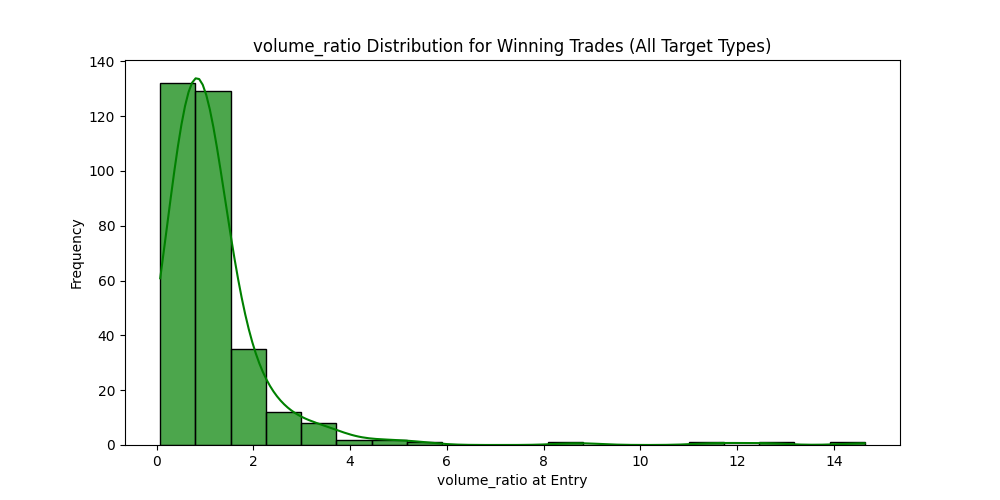 volume_ratio Distribution for Winning Trades (All Target Types)
140
120
100
80
60
40
20
0
Frequency
0 2 4 6 8 10 12 14
volume_ratio at Entry